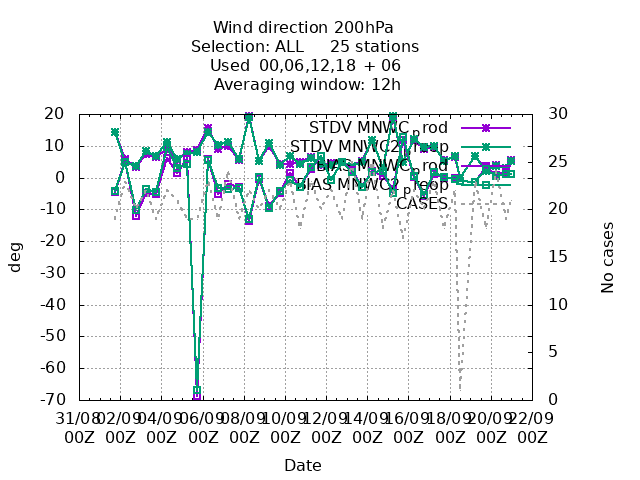 Wind direction 200hPa
Selection: ALL 25 stations
Used 00,06,12,18 + 06
Averaging window: 12h
20
10
0
-10
-20
-30
-40
-50
-60
-70
deg
30
25
20
15
10
5
0
No cases
STDV MNWC_prod
CASES
31/08 02/09 04/09 06/09 08/09 10/09 12/09 14/09 16/09 18/09 20/09 22/09
00Z 00Z 00Z 00Z 00Z 00Z 00Z 00Z 00Z 00Z 00Z 00Z
Date